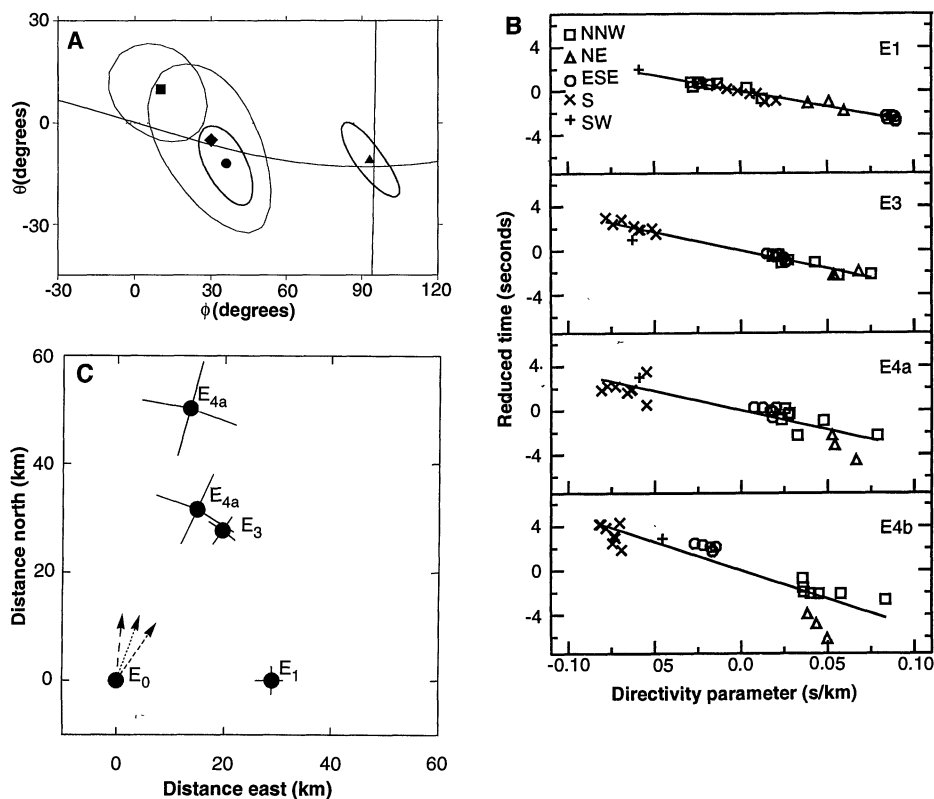 A
30
0
-30
θ(degrees)
-30
0
30
60
90
120
φ(degrees)
B
NNW
NE
ESE
S
SW
E1
4
0
-4
E3
4
0
-4
E4a
4
0
-4
E4b
4
0
-4
Reduced time (seconds)
-0.10
05
0.0
0.05
0.10
Directivity parameter (s/km)
C
60
40
20
0
Distance north (km)
E4a
E4a
E3
E0
E1
0
20
40
60
Distance east (km)